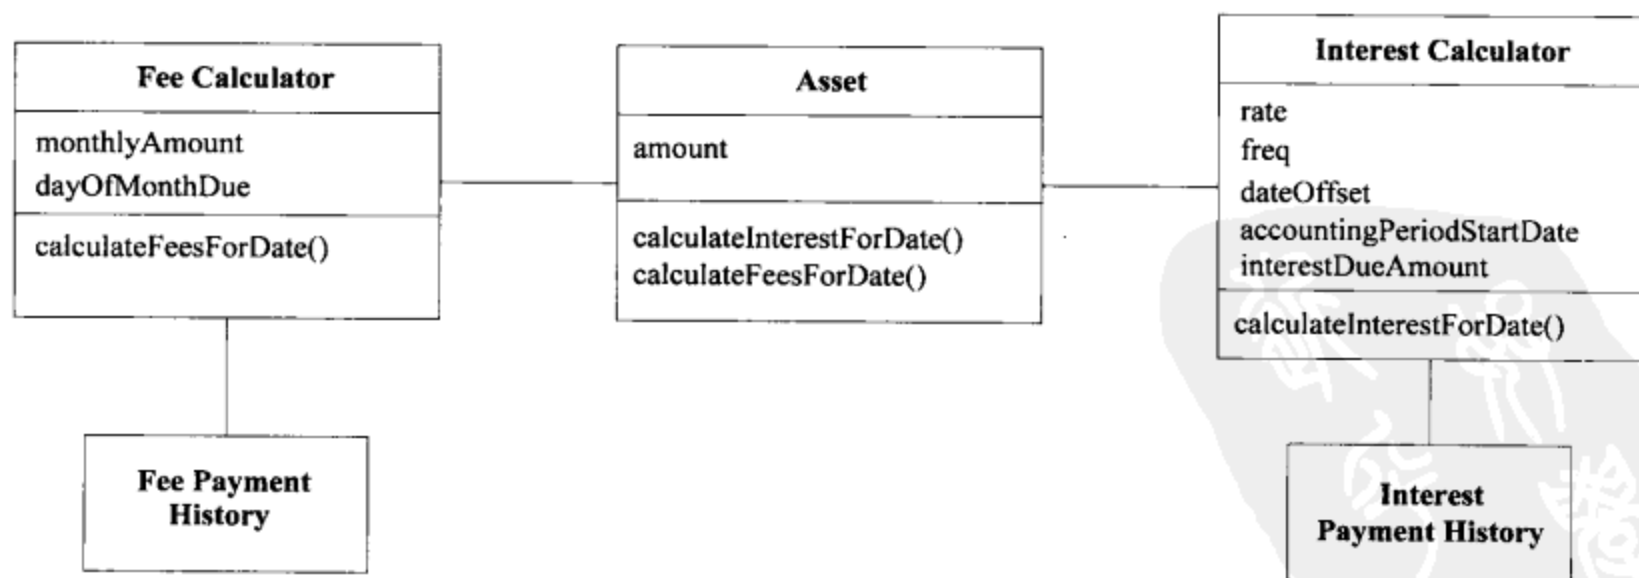 Fee Calculator
monthlyAmount
dayOfMonthDue
calculateFeesForDate()
Fee Payment
History
Asset
amount
calculateInterestForDate()
calculateFeesForDate()
Interest Calculator
rate
freq
dateOffset
accountingPeriodStartDate
interestDueAmount
calculateInterestForDate()
Interest
Payment History